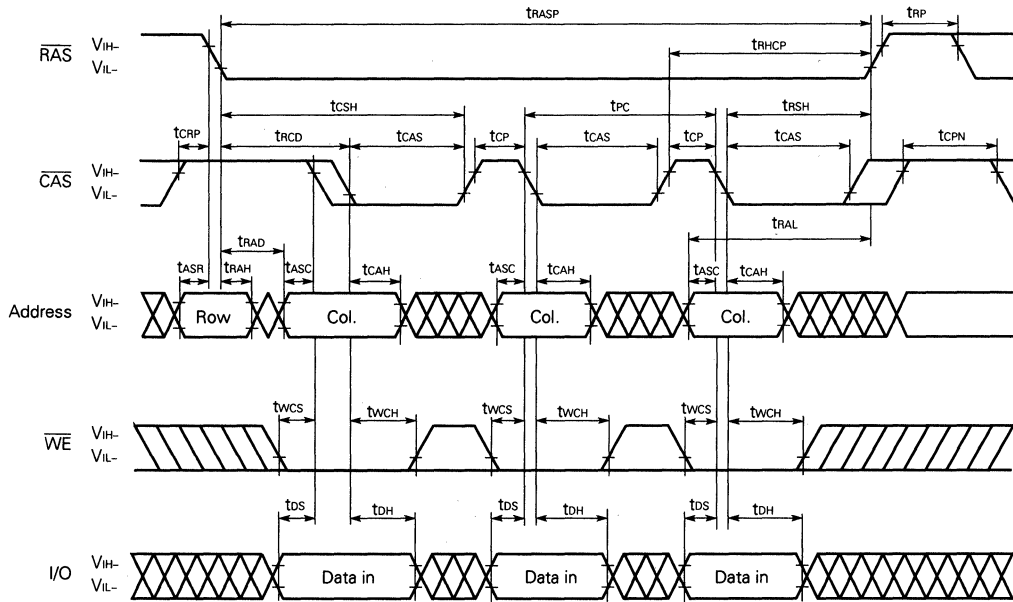 tRASP tRP
RAS VIH– VIL– tRHCP
tCSH tPC tRSH
tCRP tRCD tCAS tCP tCAS tCP tCAS tCPN
CAS VIH– VIL–
tRAD tRAL
tASR tRAH tASC tCAH tASC tCAH tASC tCAH
Address VIH– VIL– Row Col. Col. Col.
tWCS tWCH tWCS tWCH tWCS tWCH
WE VIH– VIL–
tDS tDH tDS tDH tDS tDH
I/O VIH– VIL– Data in Data in Data in